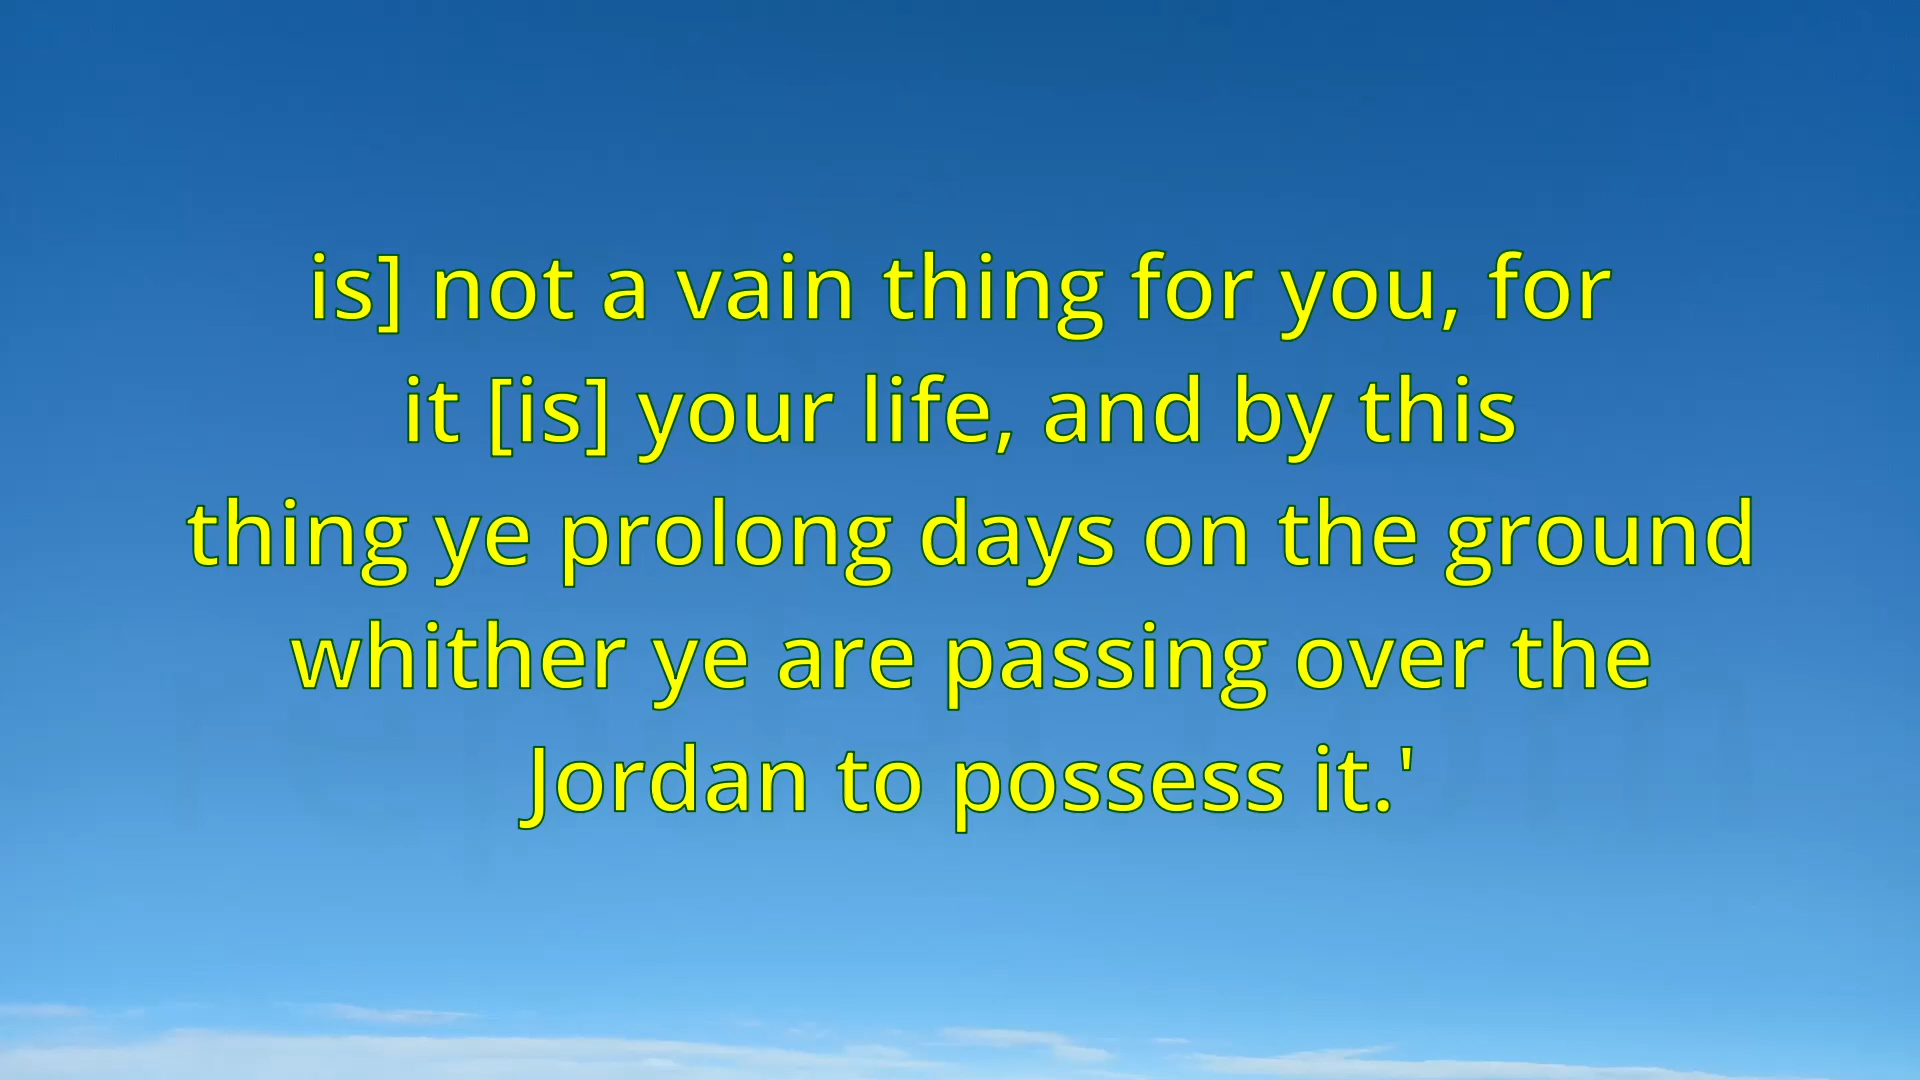 is] not a vain thing for you, for
it [is] your life, and by this
thing ye prolong days on the ground
whither ye are passing over the
Jordan to possess it.'